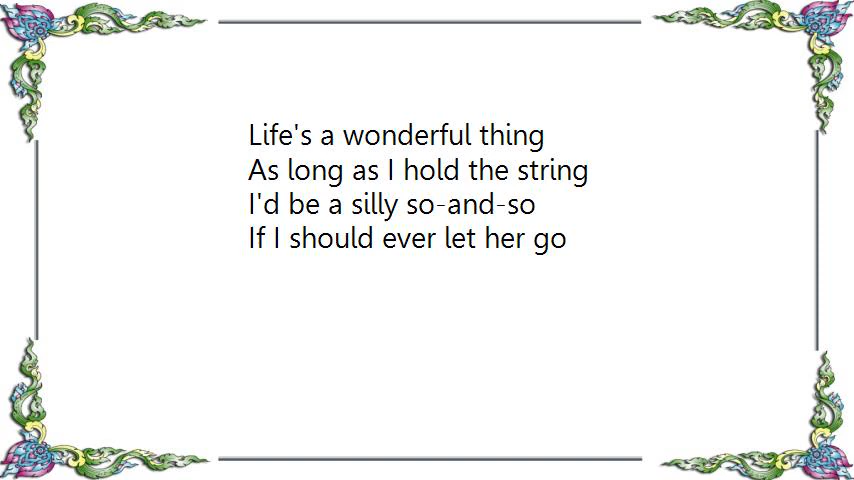 Life's a wonderful thing
As long as I hold the string
I'd be a silly so-and-so
If I should ever let her go